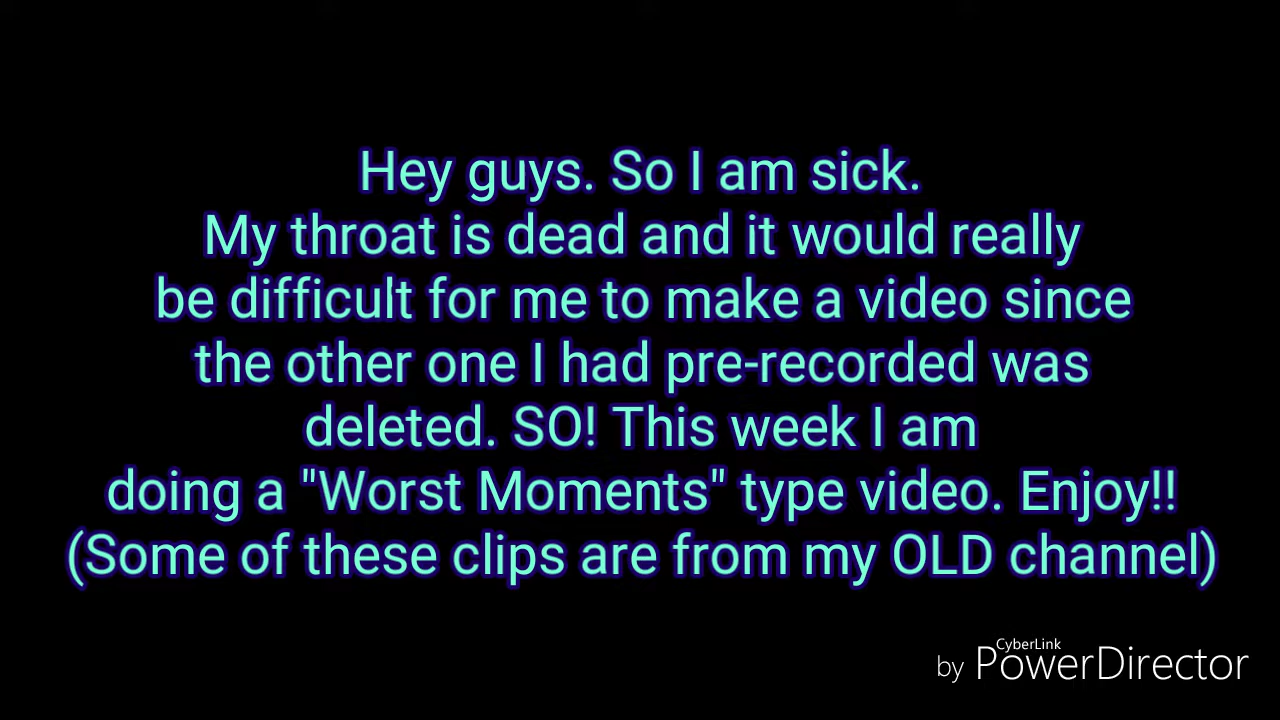 Hey guys. So I am sick.
My throat is dead and it would really
be difficult for me to make a video since
the other one I had pre-recorded was
deleted. SO! This week I am
doing a "Worst Moments" type video. Enjoy!!
(Some of these clips are from my OLD channel)
CyberLink
by PowerDirector